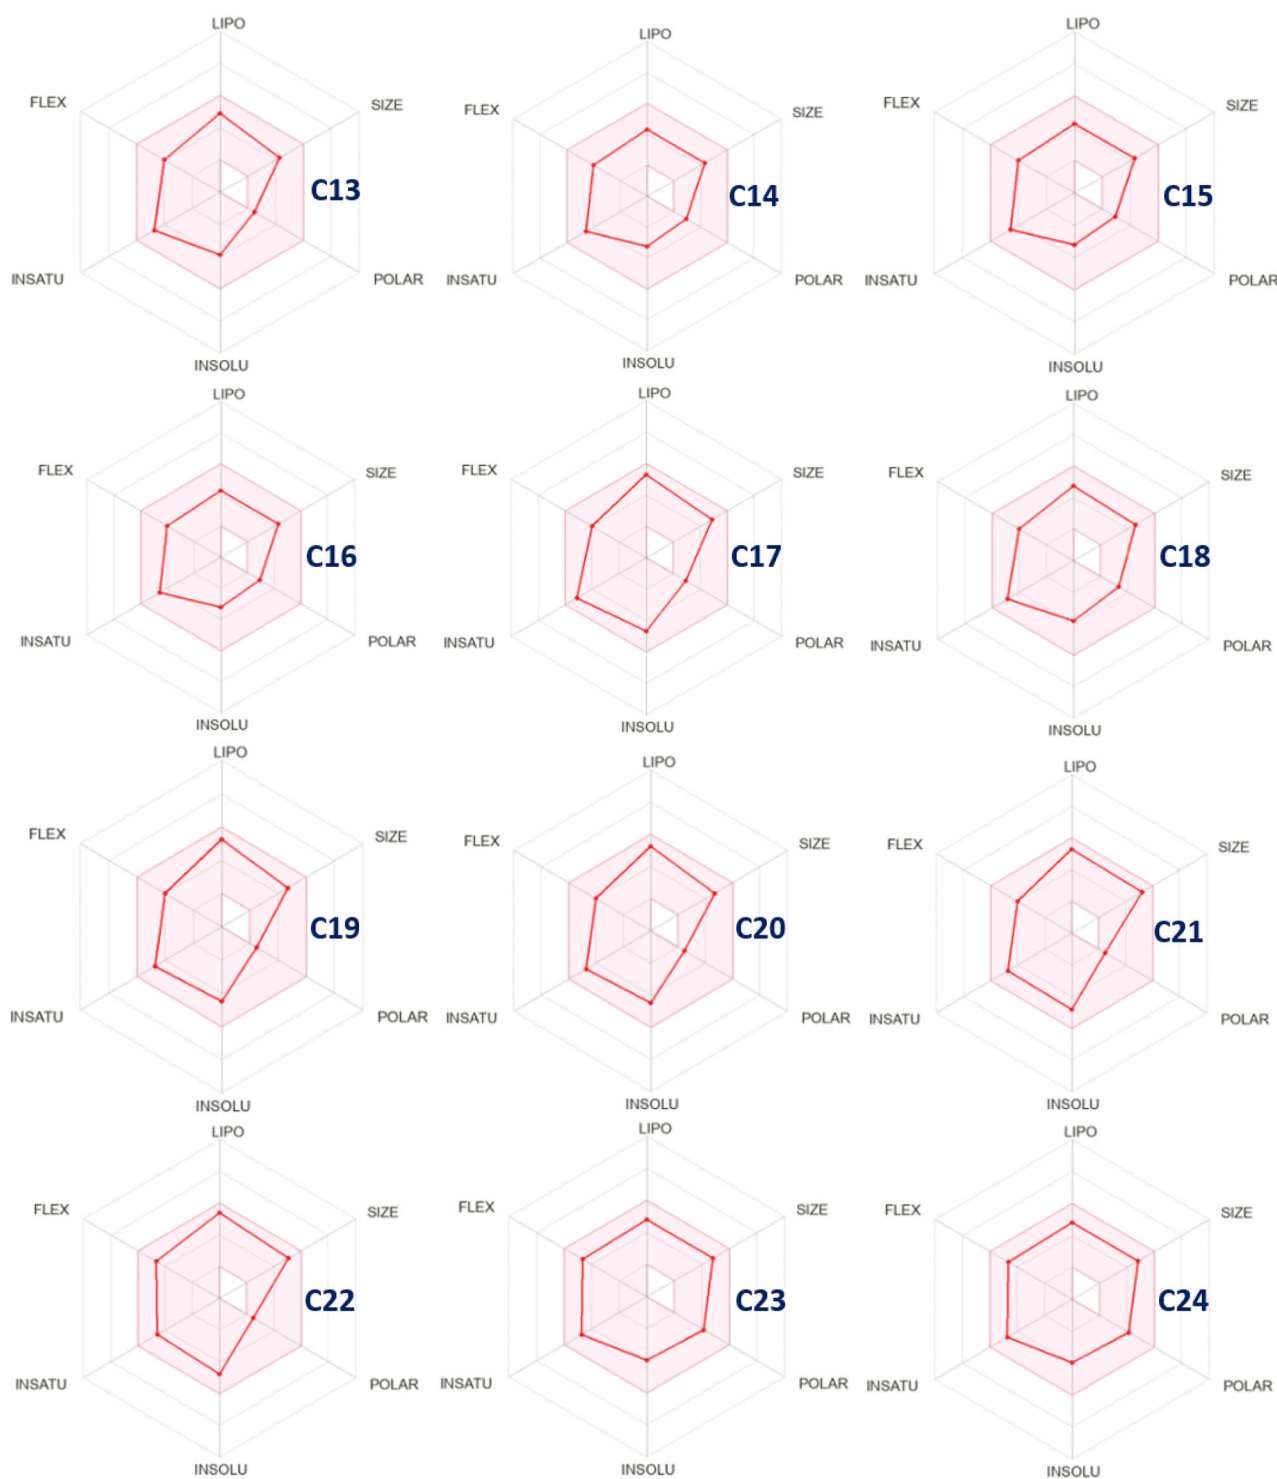 LIPO
FLEX
SIZE
C13
INSATU
POLAR
INSOLU
LIPO
FLEX
SIZE
C14
INSATU
POLAR
INSOLU
LIPO
FLEX
SIZE
C15
INSATU
POLAR
INSOLU
LIPO
FLEX
SIZE
C16
INSATU
POLAR
INSOLU
LIPO
FLEX
SIZE
C17
INSATU
POLAR
INSOLU
LIPO
FLEX
SIZE
C18
INSATU
POLAR
INSOLU
LIPO
FLEX
SIZE
C19
INSATU
POLAR
INSOLU
LIPO
FLEX
SIZE
C20
INSATU
POLAR
INSOLU
LIPO
FLEX
SIZE
C21
INSATU
POLAR
INSOLU
LIPO
FLEX
SIZE
C22
INSATU
POLAR
INSOLU
LIPO
FLEX
SIZE
C23
INSATU
POLAR
INSOLU
LIPO
FLEX
SIZE
C24
INSATU
POLAR
INSOLU